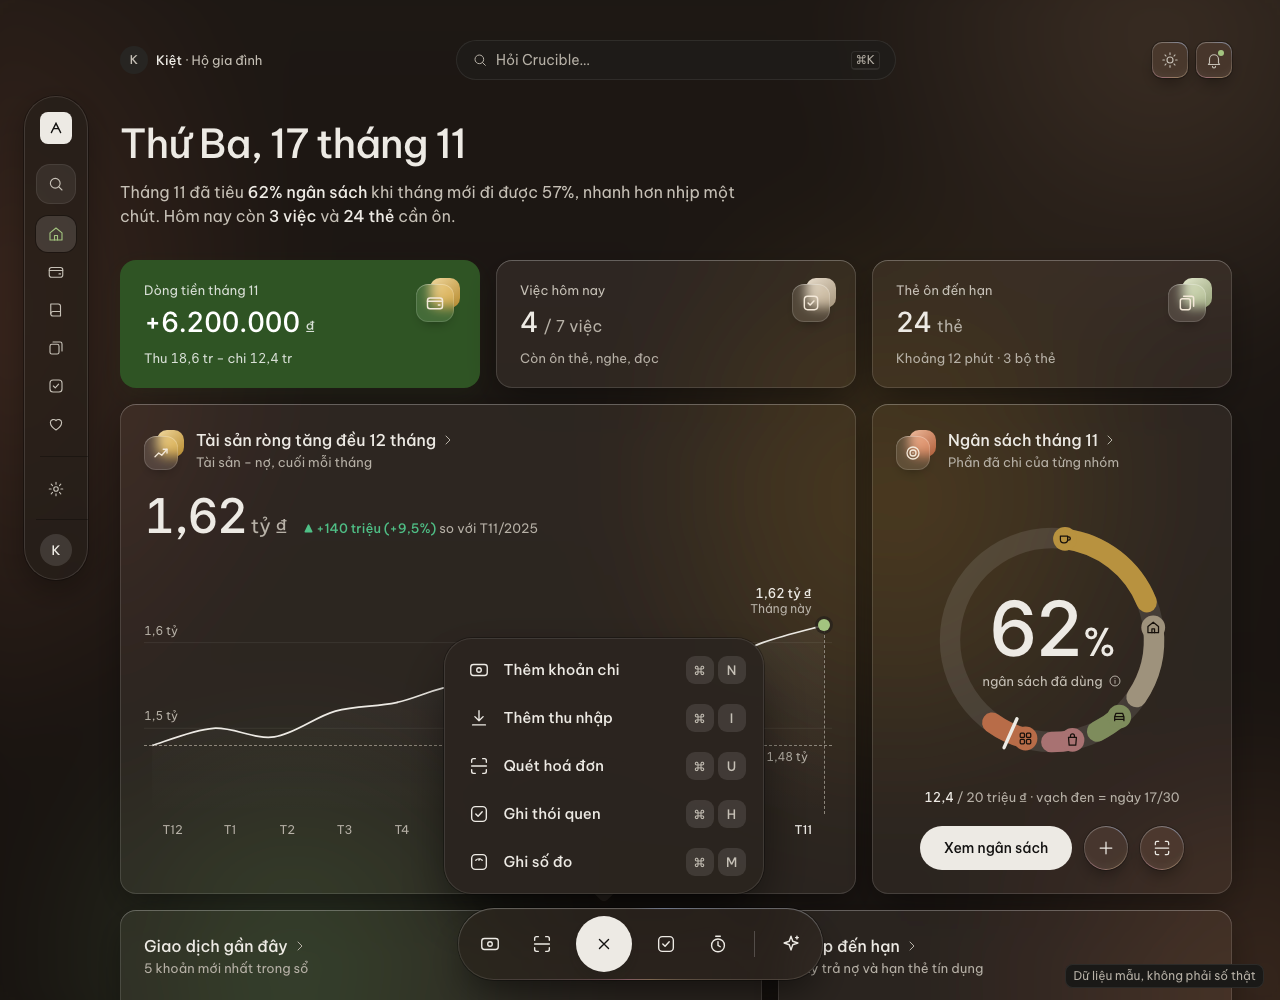 K Kiệt · Hộ gia đình
Hỏi Crucible...
⌘K
Thứ Ba, 17 tháng 11
Tháng 11 đã tiêu 62% ngân sách khi tháng mới đi được 57%, nhanh hơn nhịp một
chút. Hôm nay còn 3 việc và 24 thẻ cần ôn.
Dòng tiền tháng 11
+6.200.000 đ
Thu 18,6 tr − chi 12,4 tr
Việc hôm nay
4 / 7 việc
Còn ôn thẻ, nghe, đọc
Thẻ ôn đến hạn
24 thẻ
Khoảng 12 phút · 3 bộ thẻ
Tài sản ròng tăng đều 12 tháng
Tài sản − nợ, cuối mỗi tháng
1,62 tỷ đ
▲ +140 triệu (+9,5%) so với T11/2025
1,62 tỷ đ
Tháng này
1,6 tỷ
1,5 tỷ
1,48 tỷ
T12 T1 T2 T3 T4 T11
Ngân sách tháng 11
Phần đã chi của từng nhóm
62%
ngân sách đã dùng
12,4 / 20 triệu đ · vạch đen = ngày 17/30
Xem ngân sách
K
Thêm khoản chi ⌘ N
Thêm thu nhập ⌘ I
Quét hoá đơn ⌘ U
Ghi thói quen ⌘ H
Ghi số đo ⌘ M
Giao dịch gần đây
5 khoản mới nhất trong sổ
đến hạn
trả nợ và hạn thẻ tín dụng
Dữ liệu mẫu, không phải số thật